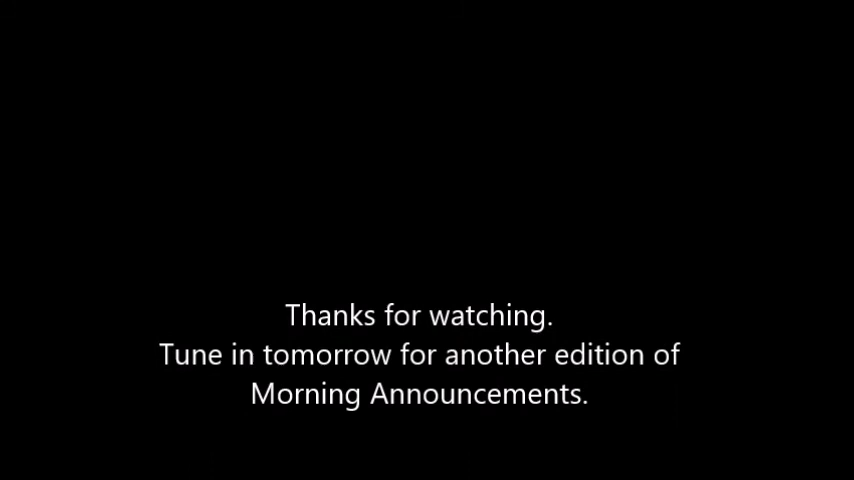 Thanks for watching.
Tune in tomorrow for another edition of
Morning Announcements.